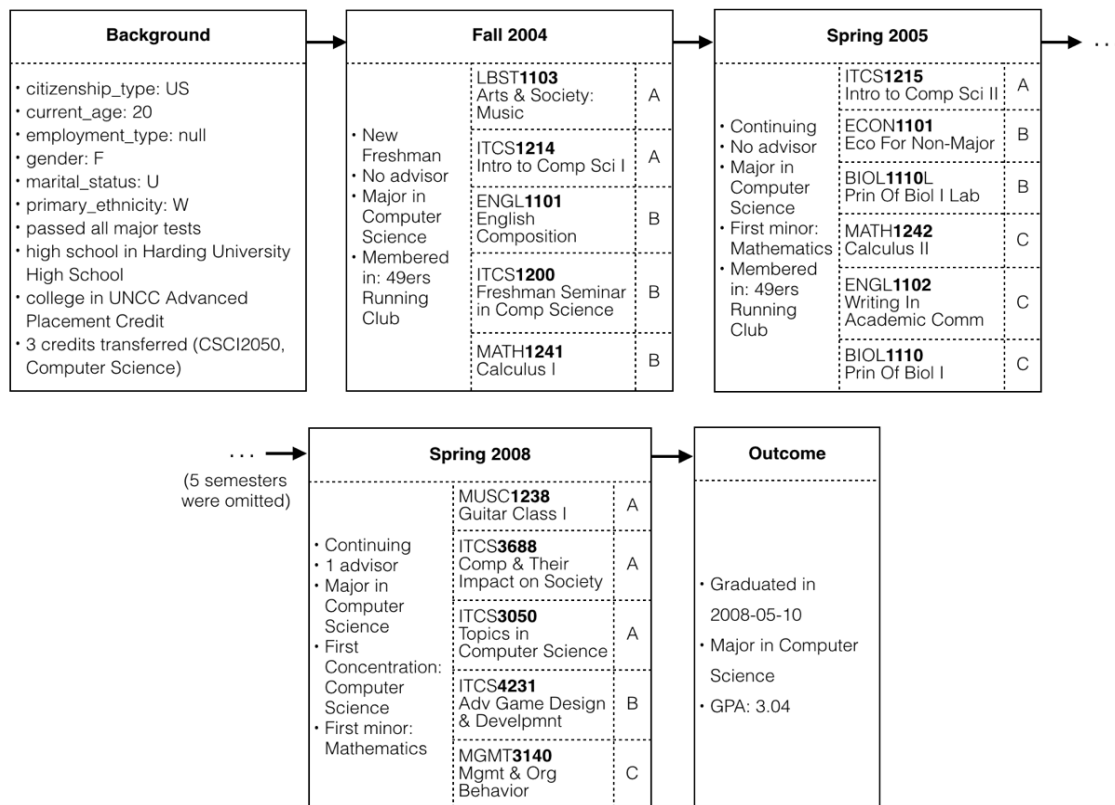 Background
• citizenship_type: US
• current_age: 20
• employment_type: null
• gender: F
• marital_status: U
• primary_ethnicity: W
• passed all major tests
• high school in Harding University
High School
• college in UNCC Advanced
Placement Credit
• 3 credits transferred (CSCI2050,
Computer Science)
Fall 2004
• New
Freshman
• No advisor
• Major in
Computer
Science
• Membered
in: 49ers
Running
Club
LBST1103
Arts & Society:
Music
A
ITCS1214
Intro to Comp Sci I
A
ENGL1101
English
Composition
B
ITCS1200
Freshman Seminar
in Comp Science
B
MATH1241
Calculus I
B
Spring 2005
• Continuing
• No advisor
• Major in
Computer
Science
• First minor:
Mathematics
• Membered
in: 49ers
Running
Club
ITCS1215
Intro to Comp Sci II
A
ECON1101
Eco For Non-Major
B
BIOL1110L
Prin Of Biol I Lab
B
MATH1242
Calculus II
C
ENGL1102
Writing In
Academic Comm
C
BIOL1110
Prin Of Biol I
C
. .
. . .
(5 semesters
were omitted)
Spring 2008
• Continuing
• 1 advisor
• Major in
Computer
Science
• First
Concentration:
Computer
Science
• First minor:
Mathematics
MUSC1238
Guitar Class I
A
ITCS3688
Comp & Their
Impact on Society
A
ITCS3050
Topics in
Computer Science
A
ITCS4231
Adv Game Design
& Develpmnt
B
MGMT3140
Mgmt & Org
Behavior
C
Outcome
• Graduated in
2008-05-10
• Major in Computer
Science
• GPA: 3.04